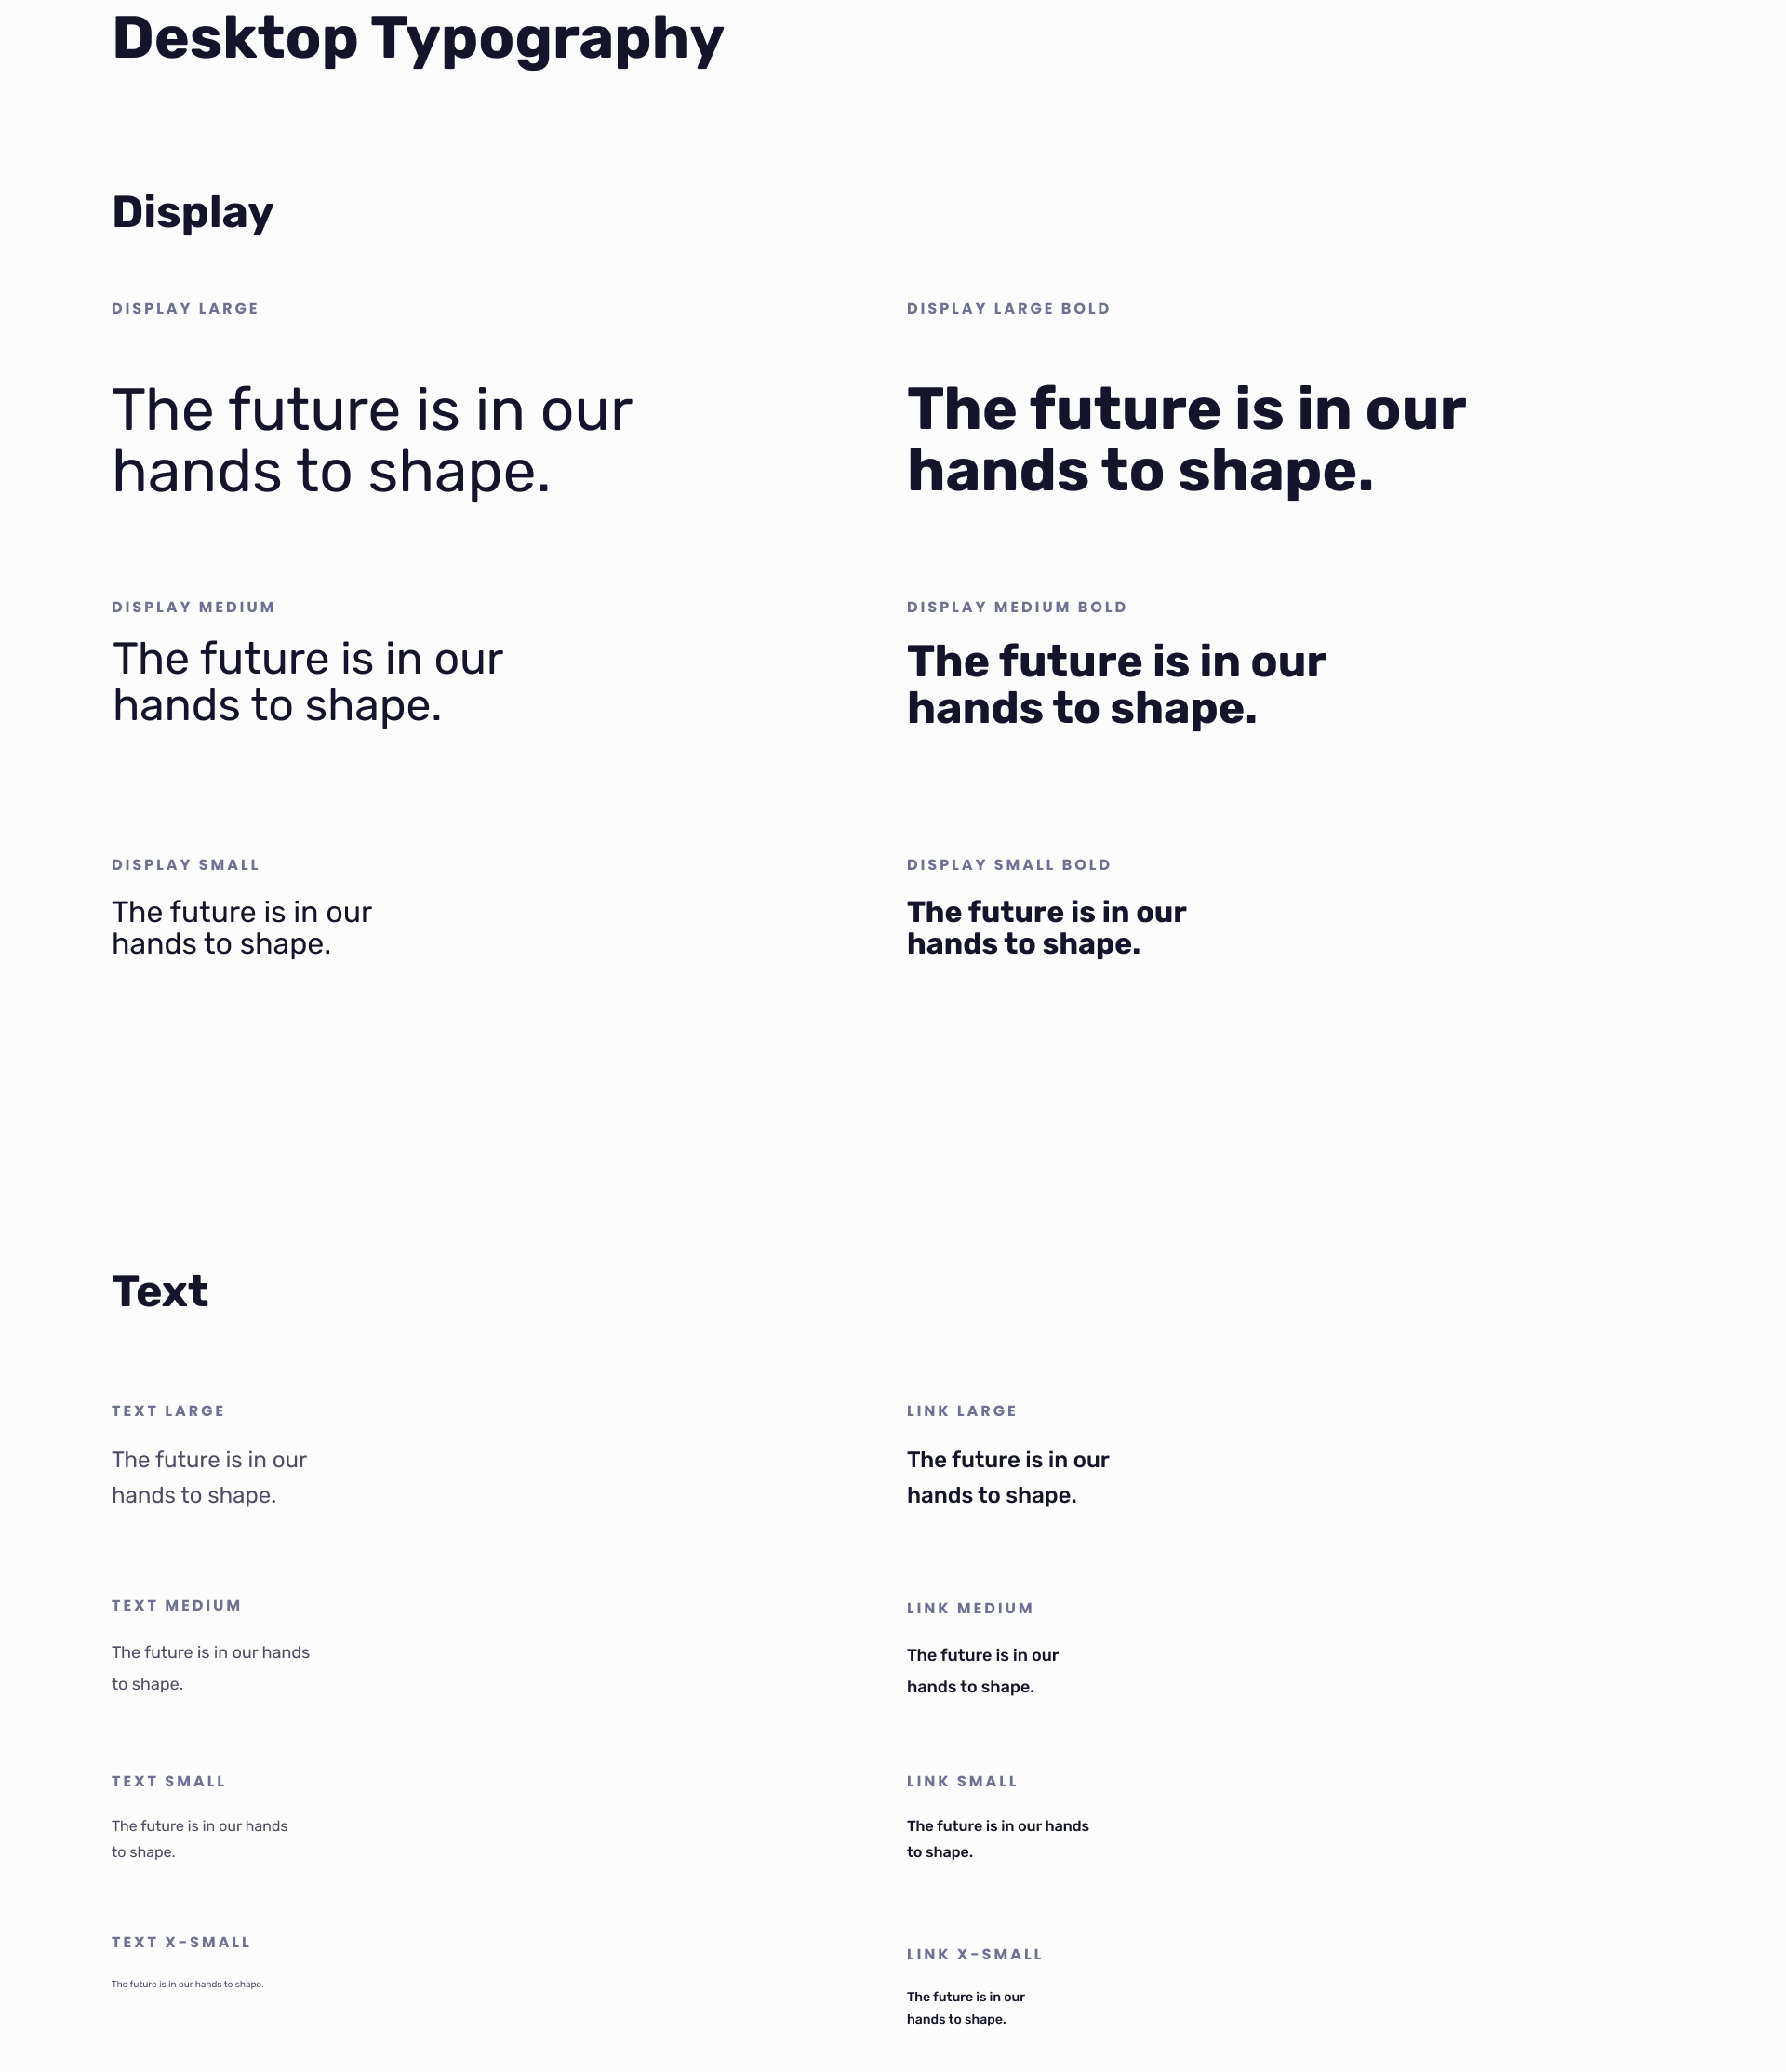 Desktop Typography
Display
DISPLAY LARGE
The future is in our
hands to shape.
DISPLAY LARGE BOLD
The future is in our
hands to shape.
DISPLAY MEDIUM
The future is in our
hands to shape.
DISPLAY MEDIUM BOLD
The future is in our
hands to shape.
DISPLAY SMALL
The future is in our
hands to shape.
DISPLAY SMALL BOLD
The future is in our
hands to shape.
Text
TEXT LARGE
The future is in our
hands to shape.
LINK LARGE
The future is in our
hands to shape.
TEXT MEDIUM
The future is in our hands
to shape.
LINK MEDIUM
The future is in our
hands to shape.
TEXT SMALL
The future is in our hands
to shape.
LINK SMALL
The future is in our hands
to shape.
TEXT X-SMALL
The future is in our hands to shape.
LINK X-SMALL
The future is in our
hands to shape.